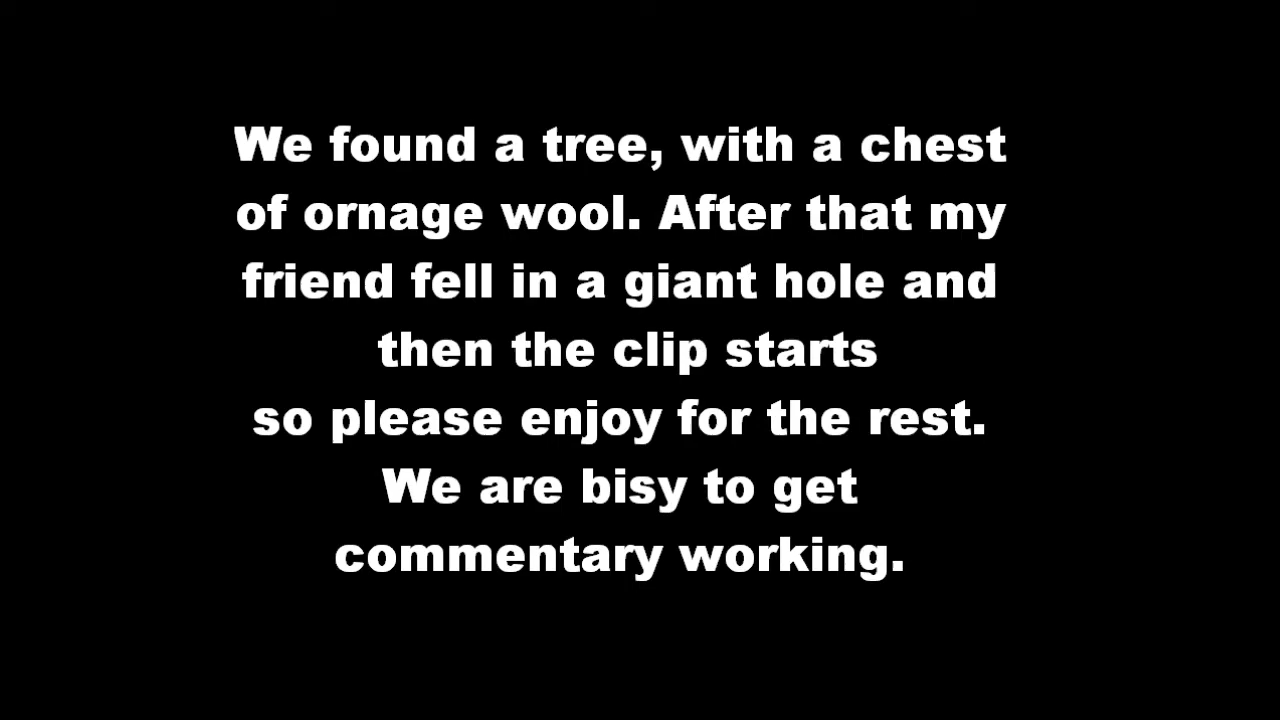 We found a tree, with a chest
of ornage wool. After that my
friend fell in a giant hole and
then the clip starts
so please enjoy for the rest.
We are bisy to get
commentary working.